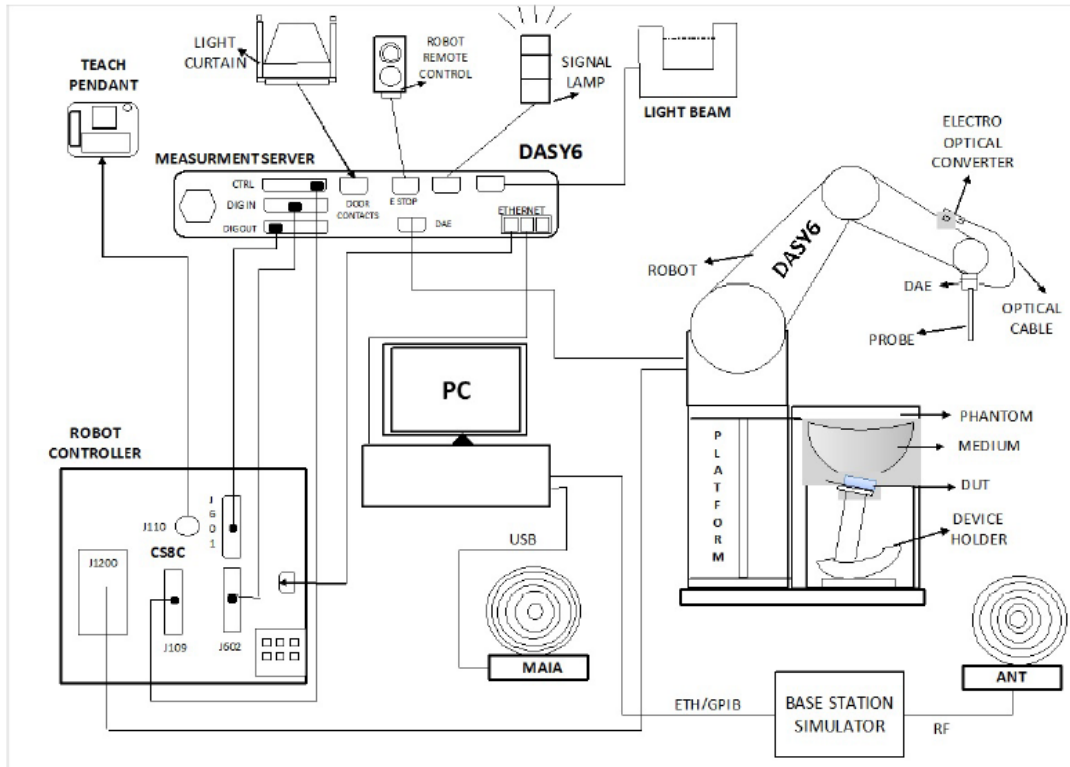 LIGHT
CURTAIN
ROBOT
REMOTE
CONTROL
SIGNAL
LAMP
LIGHT BEAM
TEACH
PENDANT
ELECTRO
OPTICAL
CONVERTER
MEASURMENT SERVER
DASY6
CTRL
DIG IN
DIG OUT
DOOR
CONTACTS
E STOP
DAE
ETHERNET
ROBOT
DASY6
DAE
OPTICAL
CABLE
PROBE
PC
ROBOT
CONTROLLER
PLATFORM
PHANTOM
MEDIUM
DUT
DEVICE
HOLDER
J110
J601
CS8C
J1200
J109
J602
USB
MAIA
ANT
ETH/GPIB
BASE STATION
SIMULATOR
RF